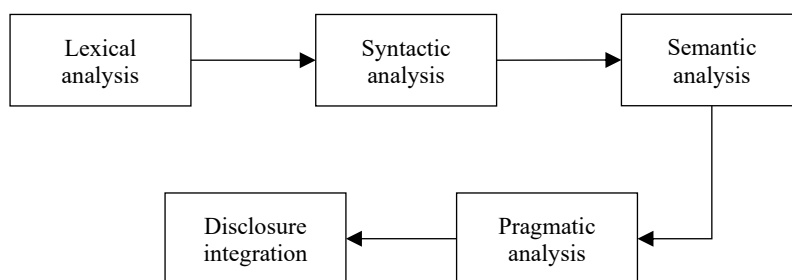 Lexical
analysis
Syntactic
analysis
Semantic
analysis
Disclosure
integration
Pragmatic
analysis